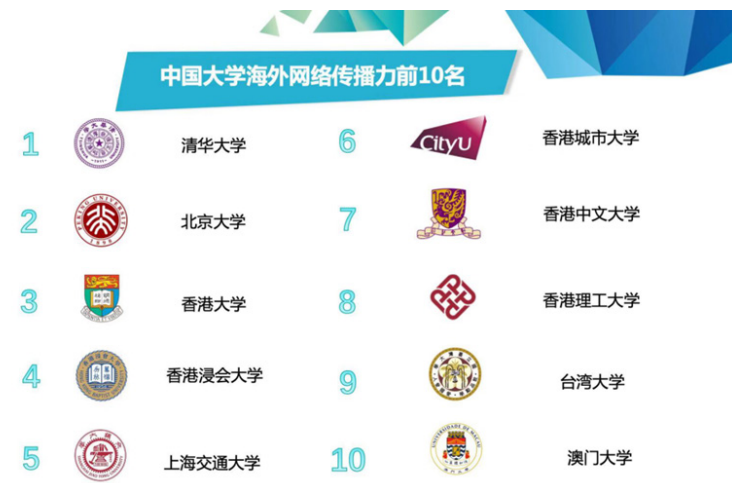 中国大学海外网络传播力前10名
1 清华大学
2 北京大学
3 香港大学
4 香港浸会大学
5 上海交通大学
6 CityU 香港城市大学
7 香港中文大学
8 香港理工大学
9 台湾大学
10 澳门大学